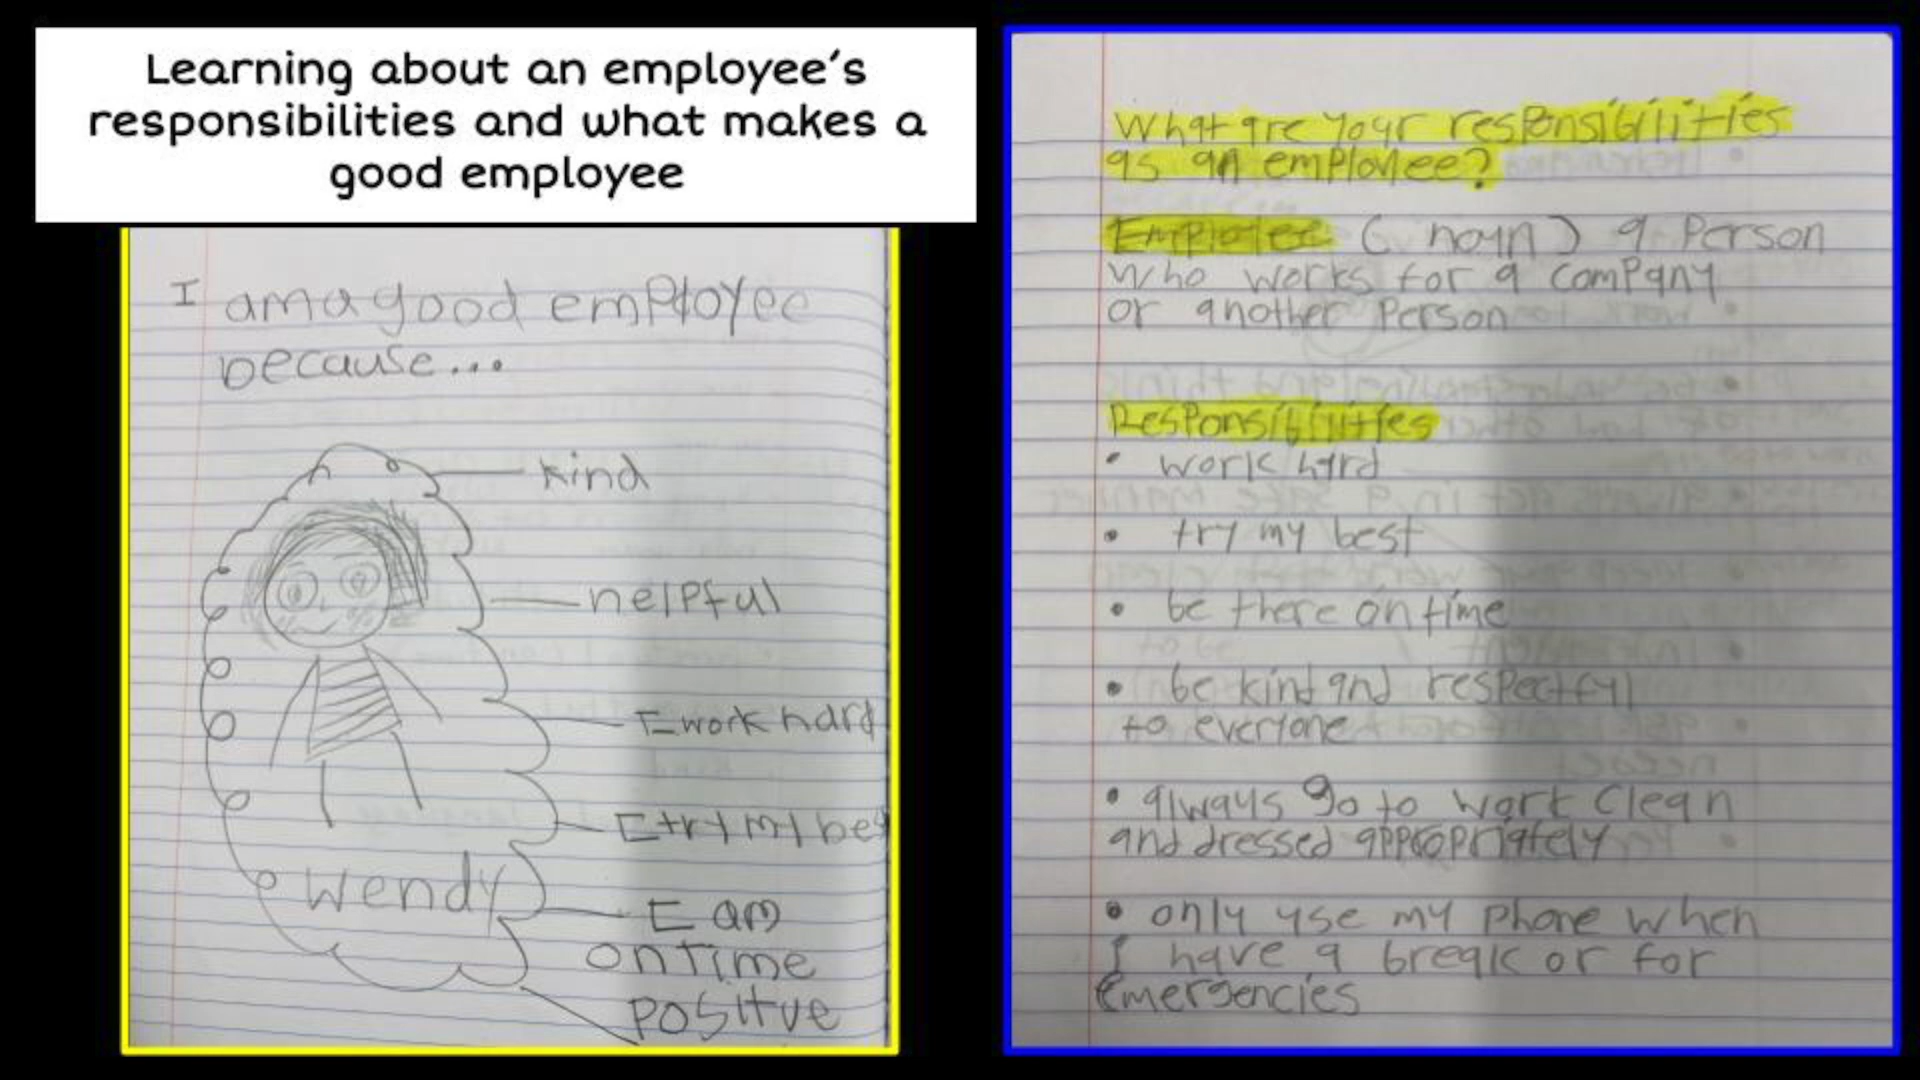 Learning about an employee's
responsibilities and what makes a
good employee
I am a good employee
because...
kind
helpful
I work hard
I try my bes
wendy
I am
on time
positve
What are your responsibilities
as an employee?
Employee (noun) a person
who works for a company
or another person
Responsibilities
• work hard
• try my best
• be there on time
• be kind and respectful
to everyone
• always go to work clean
and dressed appropriately
• only use my phone when
I have a break or for
emergencies